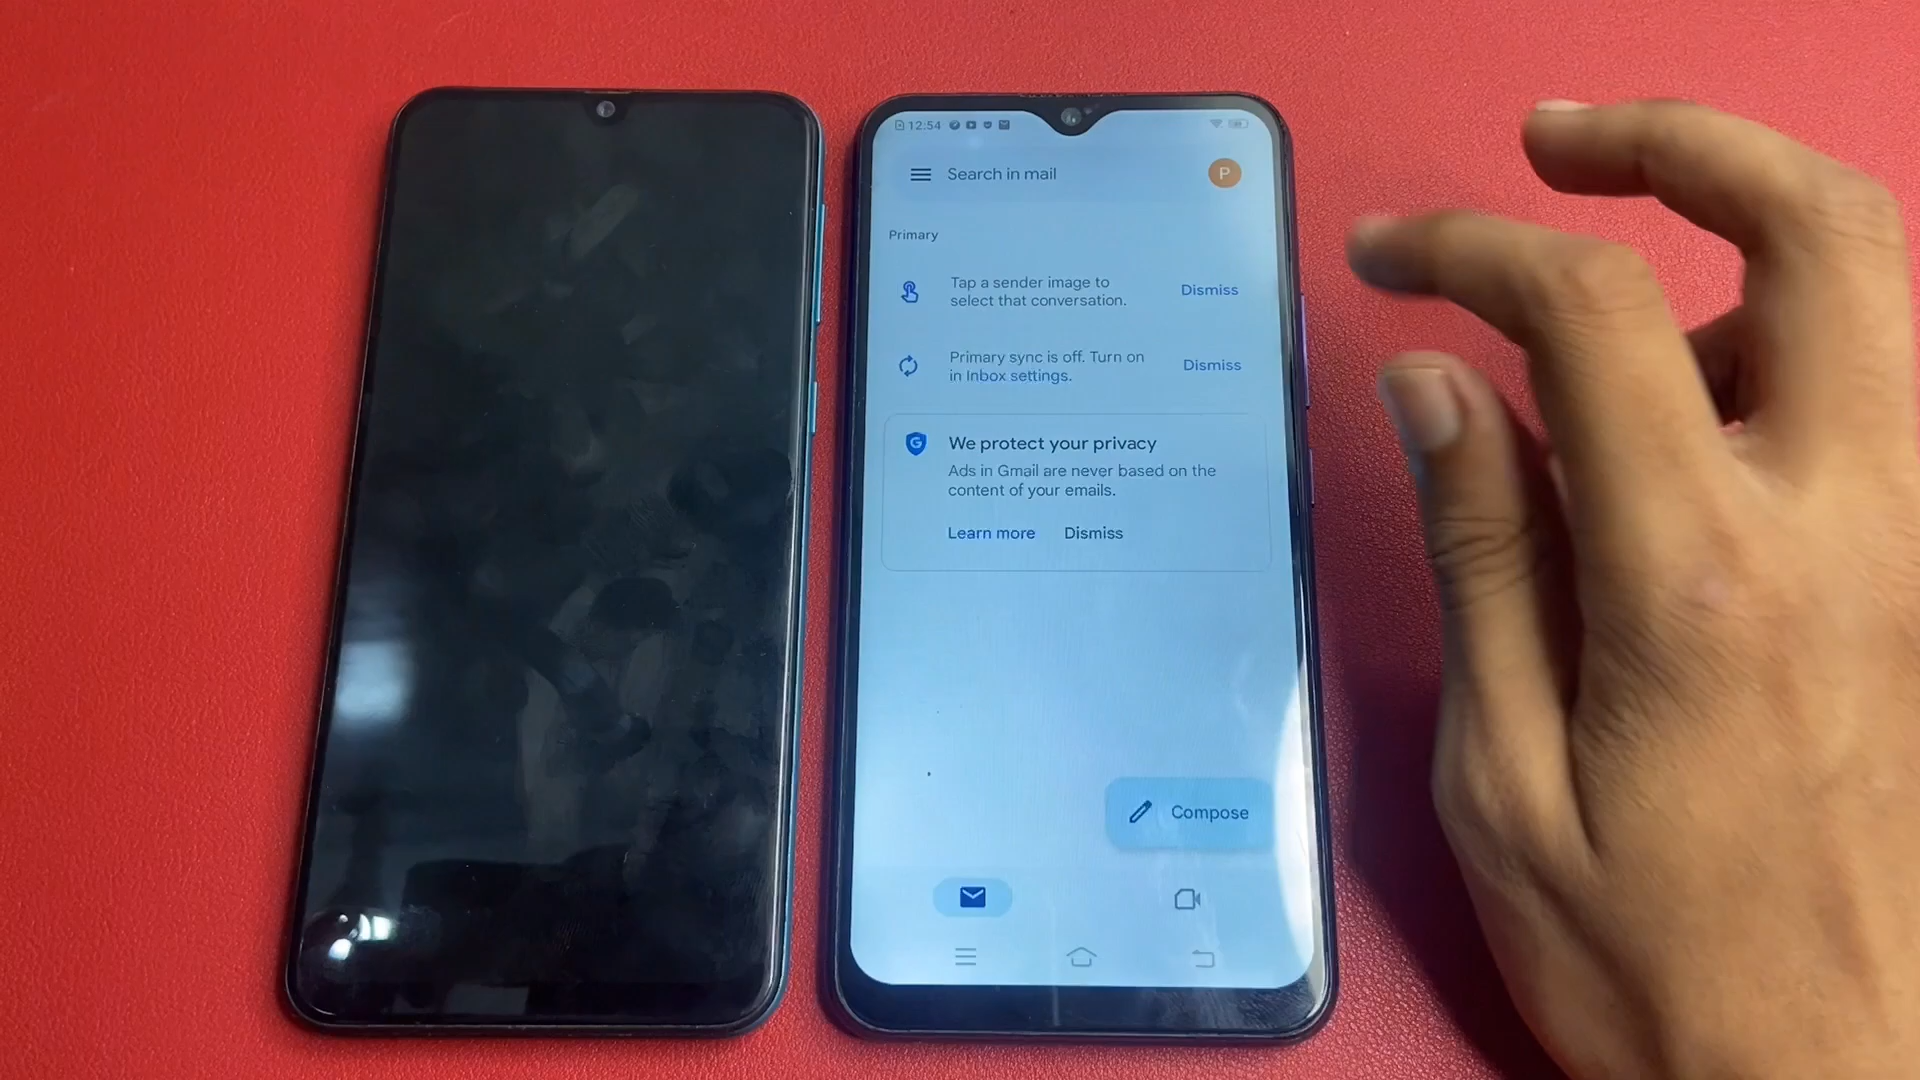 12:54
Search in mail
P
Primary
Tap a sender image to
select that conversation.
Dismiss
Primary sync is off. Turn on
in Inbox settings.
Dismiss
G
We protect your privacy
Ads in Gmail are never based on the
content of your emails.
Learn more Dismiss
Compose